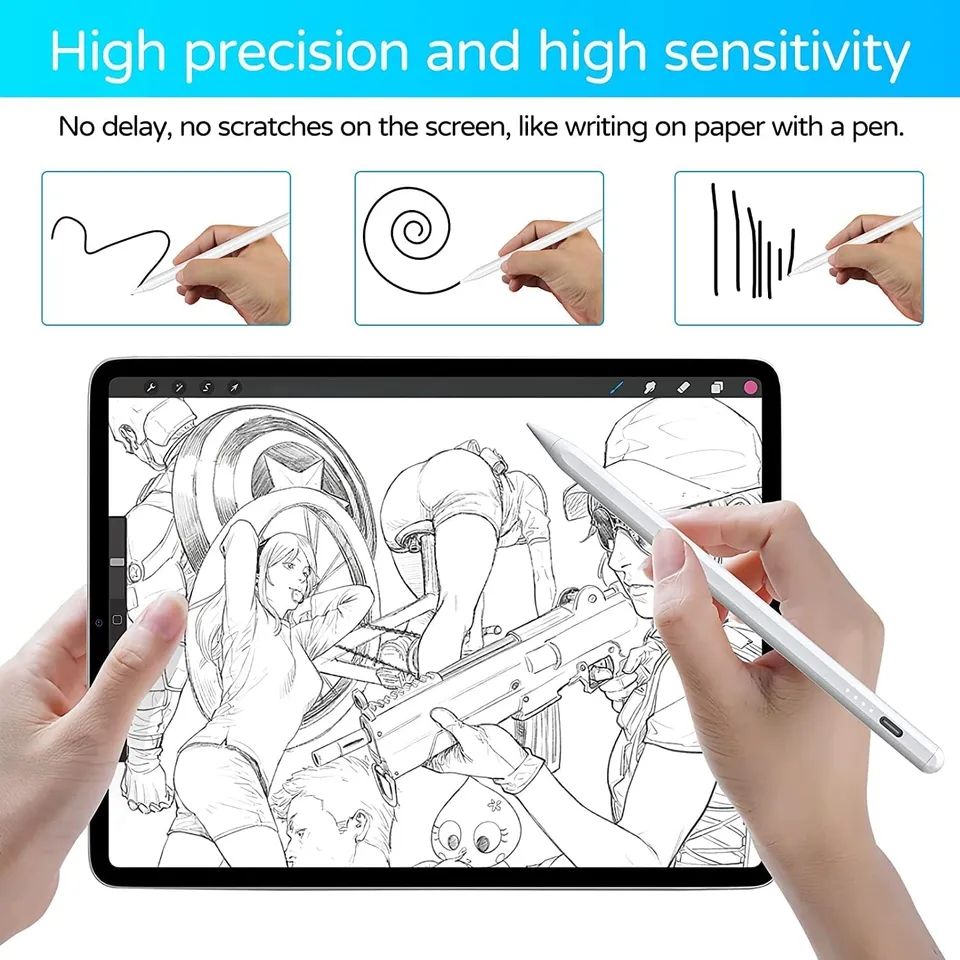 High precision and high sensitivity
No delay, no scratches on the screen, like writing on paper with a pen.